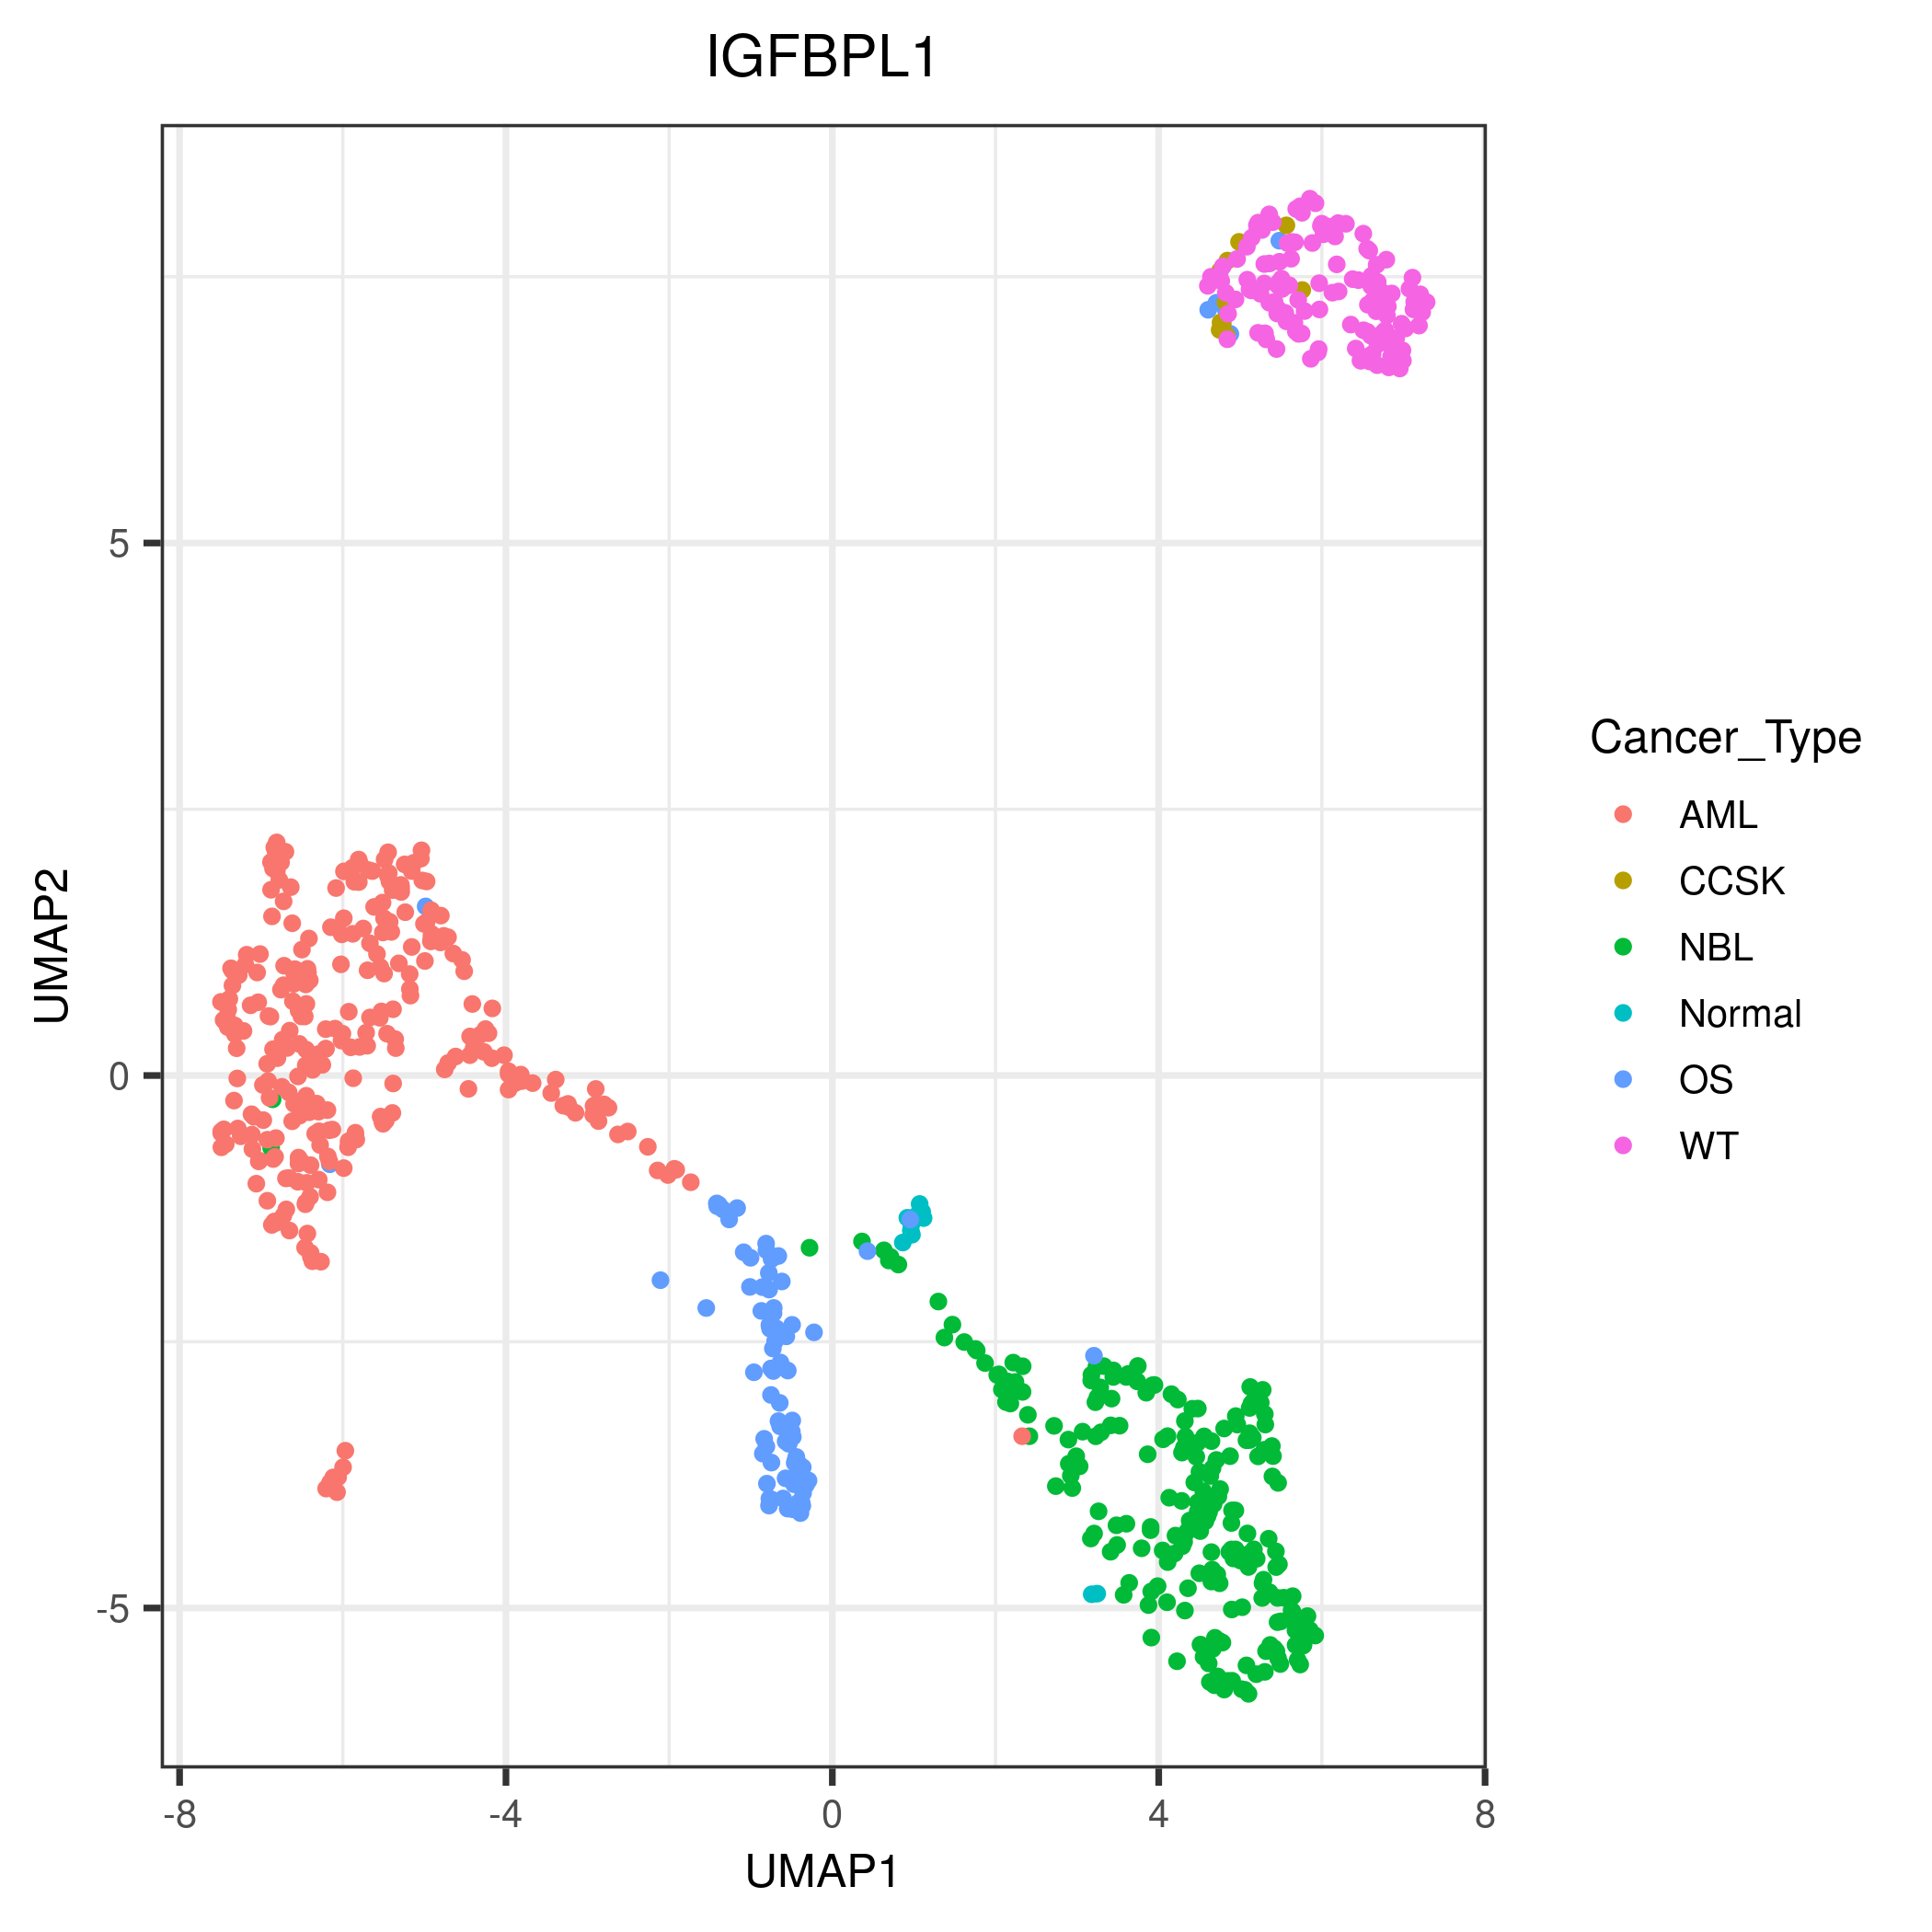 IGFBPL1
UMAP2
5
0
-5
-8
-4
0
4
8
UMAP1
Cancer_Type
AML
CCSK
NBL
Normal
OS
WT